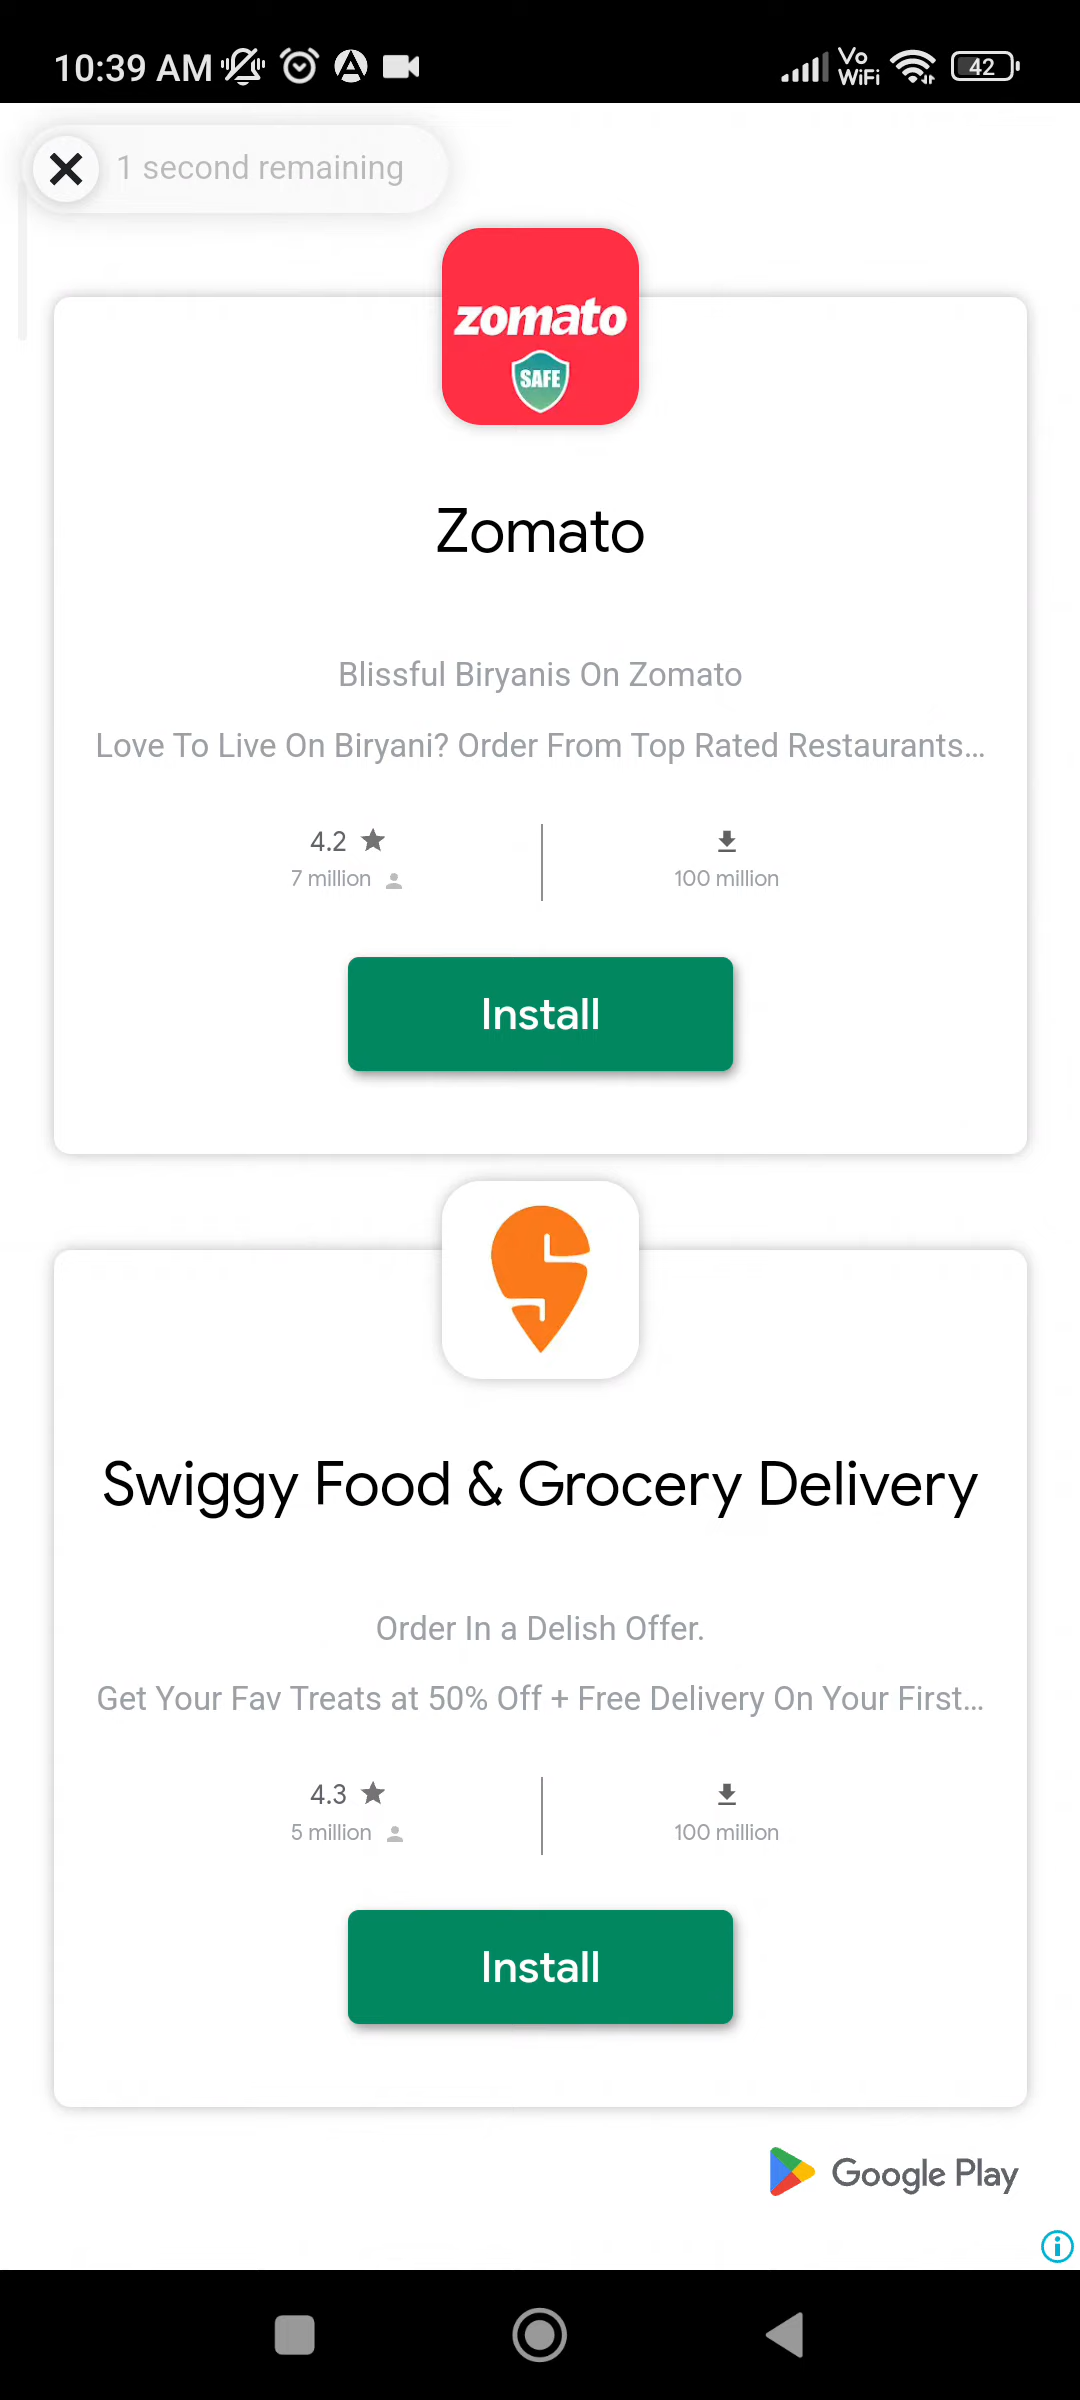 10:39 AM
Vo
WiFi
42
1 second remaining
zomato
SAFE
Zomato
Blissful Biryanis On Zomato
Love To Live On Biryani? Order From Top Rated Restaurants...
4.2
7 million
100 million
Install
Swiggy Food & Grocery Delivery
Order In a Delish Offer.
Get Your Fav Treats at 50% Off + Free Delivery On Your First...
4.3
5 million
100 million
Install
Google Play